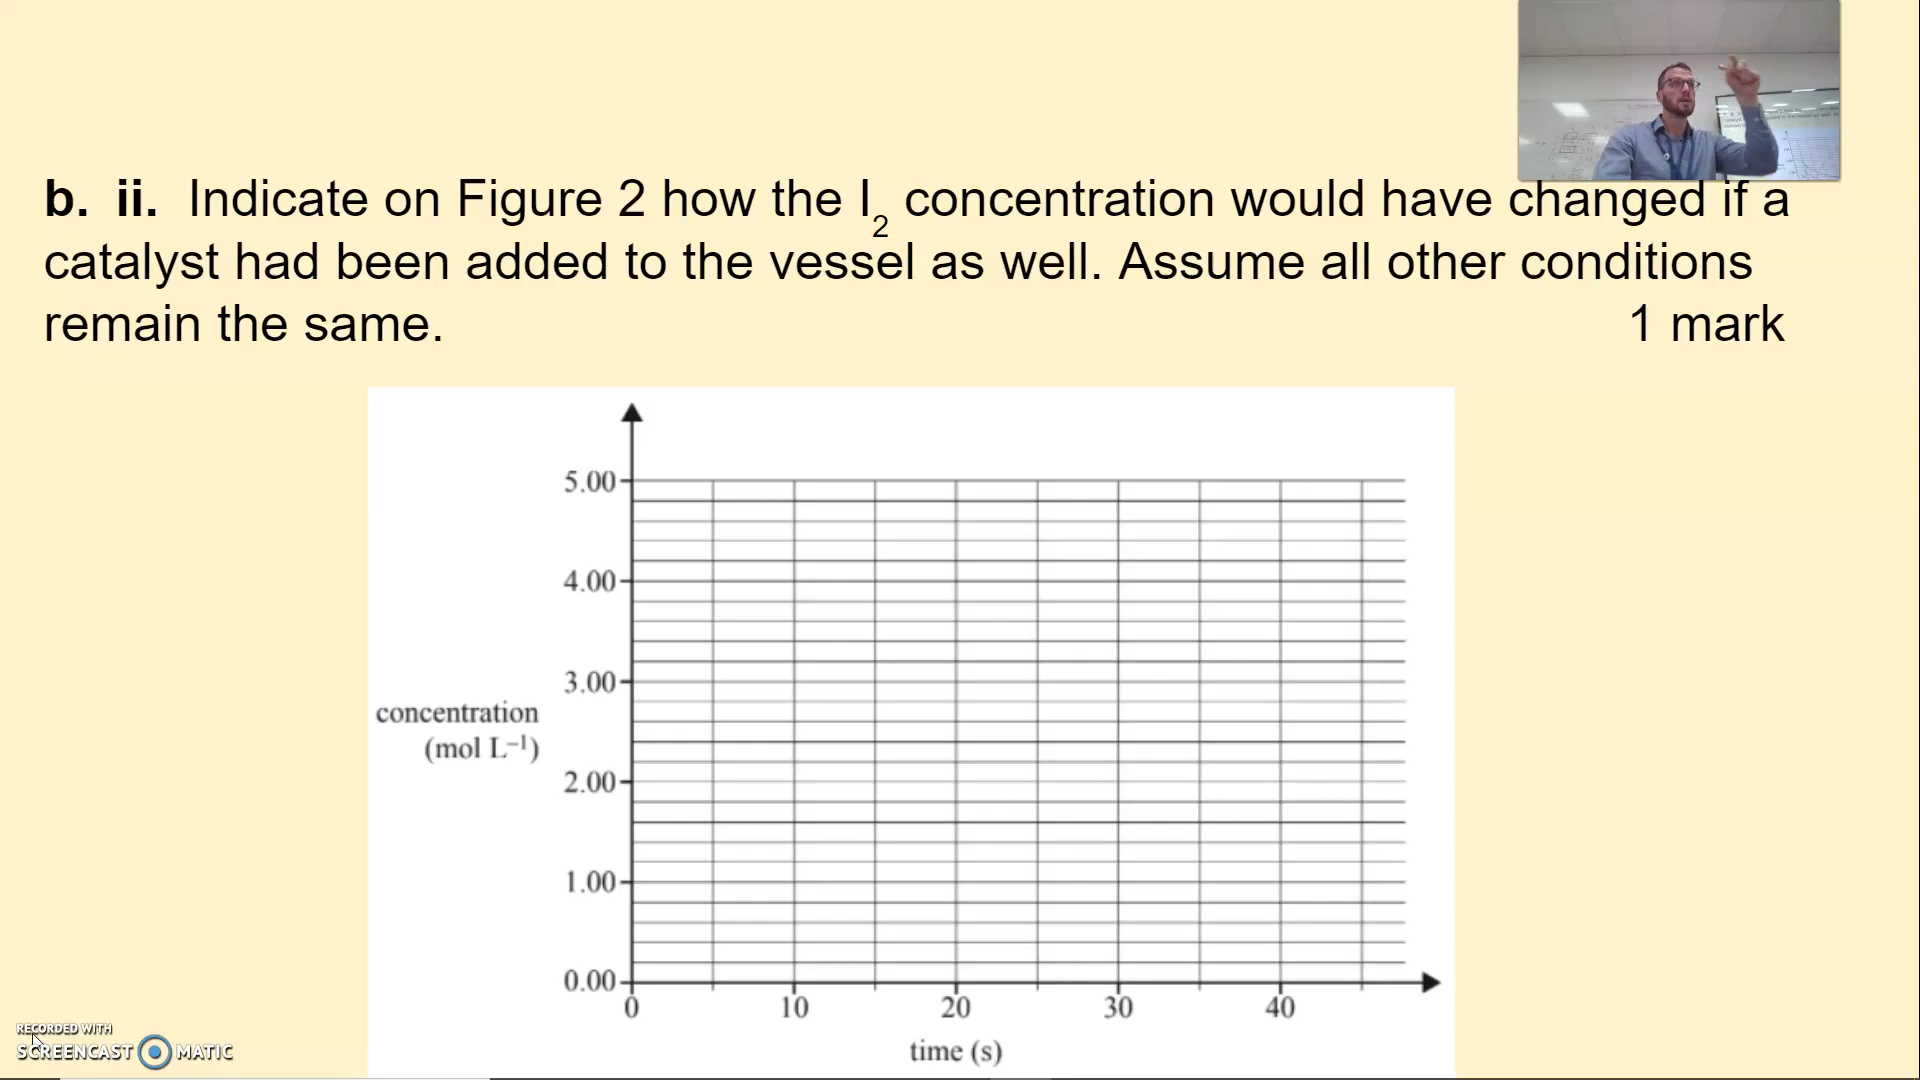 b. ii. Indicate on Figure 2 how the I₂ concentration would have changed if a
catalyst had been added to the vessel as well. Assume all other conditions
remain the same. 1 mark
5.00
4.00
3.00
concentration
(mol L⁻¹)
2.00
1.00
0.00
0 10 20 30 40
time (s)
RECORDED WITH
SCREENCAST MATIC